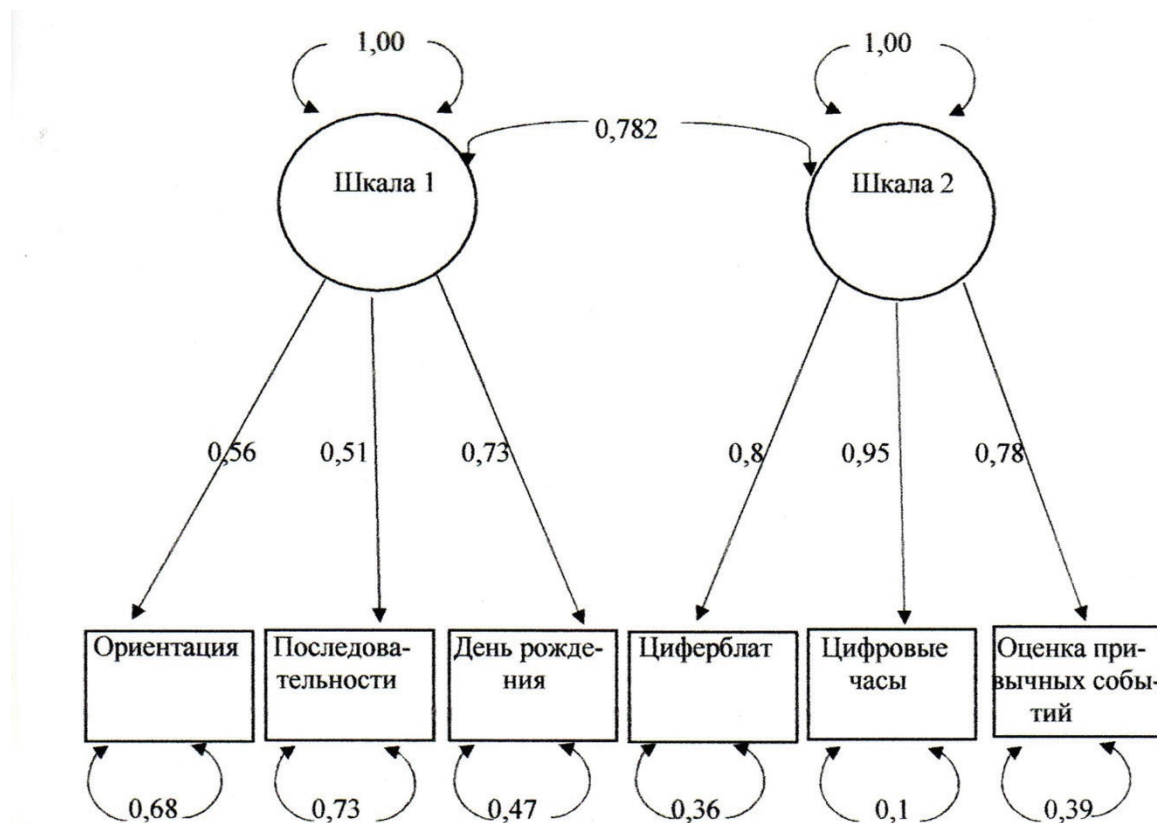 1,00
1,00
0,782
Шкала 1
Шкала 2
0,56
0,51
0,73
0,8
0,95
0,78
Ориентация
Последова-
тельности
День рожде-
ния
Циферблат
Цифровые
часы
Оценка при-
вычных собы-
тий
0,68
0,73
0,47
0,36
0,1
0,39